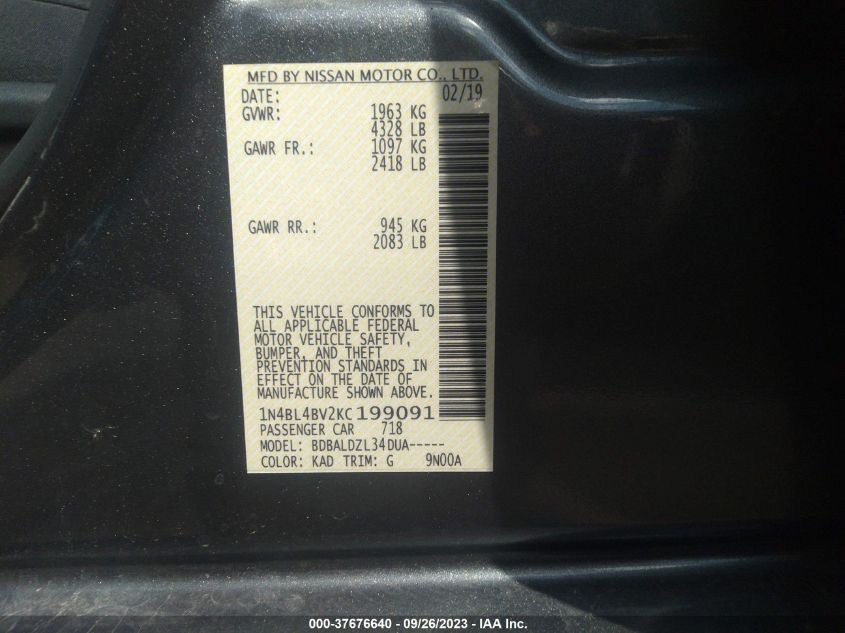 MFD BY NISSAN MOTOR CO., LTD.
DATE: 02/19
GVWR: 1963 KG
4328 LB
GAWR FR.: 1097 KG
2418 LB
GAWR RR.: 945 KG
2083 LB
THIS VEHICLE CONFORMS TO
ALL APPLICABLE FEDERAL
MOTOR VEHICLE SAFETY,
BUMPER, AND THEFT
PREVENTION STANDARDS IN
EFFECT ON THE DATE OF
MANUFACTURE SHOWN ABOVE.
1N4BL4BV2KC199091
PASSENGER CAR 718
MODEL: BDBALDZL34DUA-----
COLOR: KAD TRIM: G 9N00A
000-37676640 - 09/26/2023 - IAA Inc.